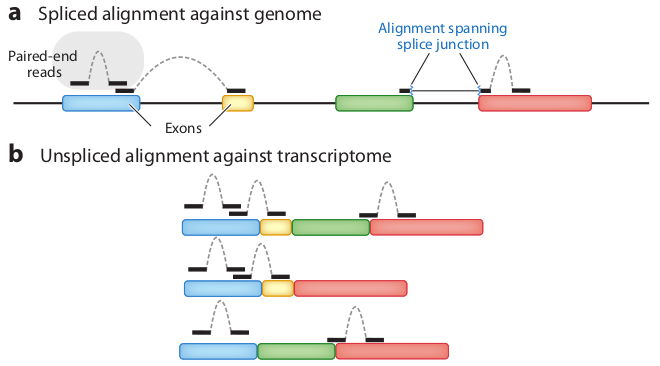 a Spliced alignment against genome
Paired-end
reads
Alignment spanning
splice junction
Exons
b Unspliced alignment against transcriptome